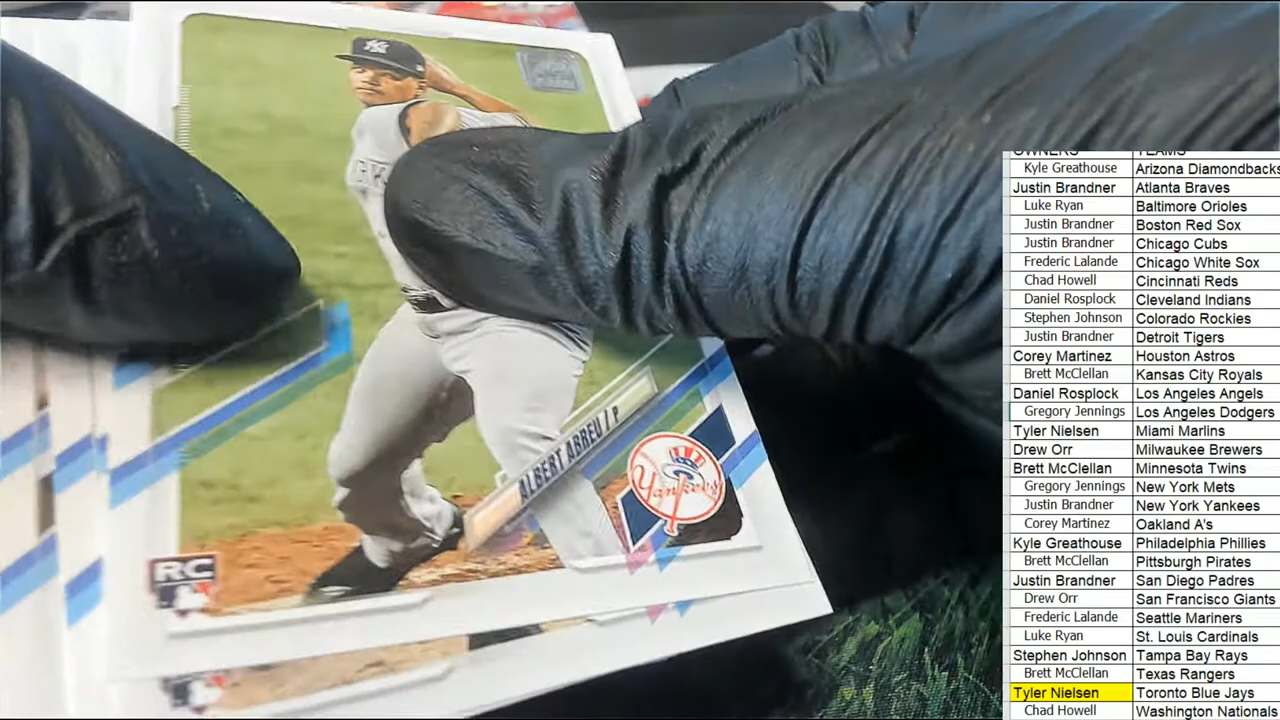 NY
ALBERT ABREU / P
Yankees
RC
OWNERS TEAMS
Kyle Greathouse Arizona Diamondbacks
Justin Brandner Atlanta Braves
Luke Ryan Baltimore Orioles
Justin Brandner Boston Red Sox
Justin Brandner Chicago Cubs
Frederic Lalande Chicago White Sox
Chad Howell Cincinnati Reds
Daniel Rosplock Cleveland Indians
Stephen Johnson Colorado Rockies
Justin Brandner Detroit Tigers
Corey Martinez Houston Astros
Brett McClellan Kansas City Royals
Daniel Rosplock Los Angeles Angels
Gregory Jennings Los Angeles Dodgers
Tyler Nielsen Miami Marlins
Drew Orr Milwaukee Brewers
Brett McClellan Minnesota Twins
Gregory Jennings New York Mets
Justin Brandner New York Yankees
Corey Martinez Oakland A's
Kyle Greathouse Philadelphia Phillies
Brett McClellan Pittsburgh Pirates
Justin Brandner San Diego Padres
Drew Orr San Francisco Giants
Frederic Lalande Seattle Mariners
Luke Ryan St. Louis Cardinals
Stephen Johnson Tampa Bay Rays
Brett McClellan Texas Rangers
Tyler Nielsen Toronto Blue Jays
Chad Howell Washington Nationals